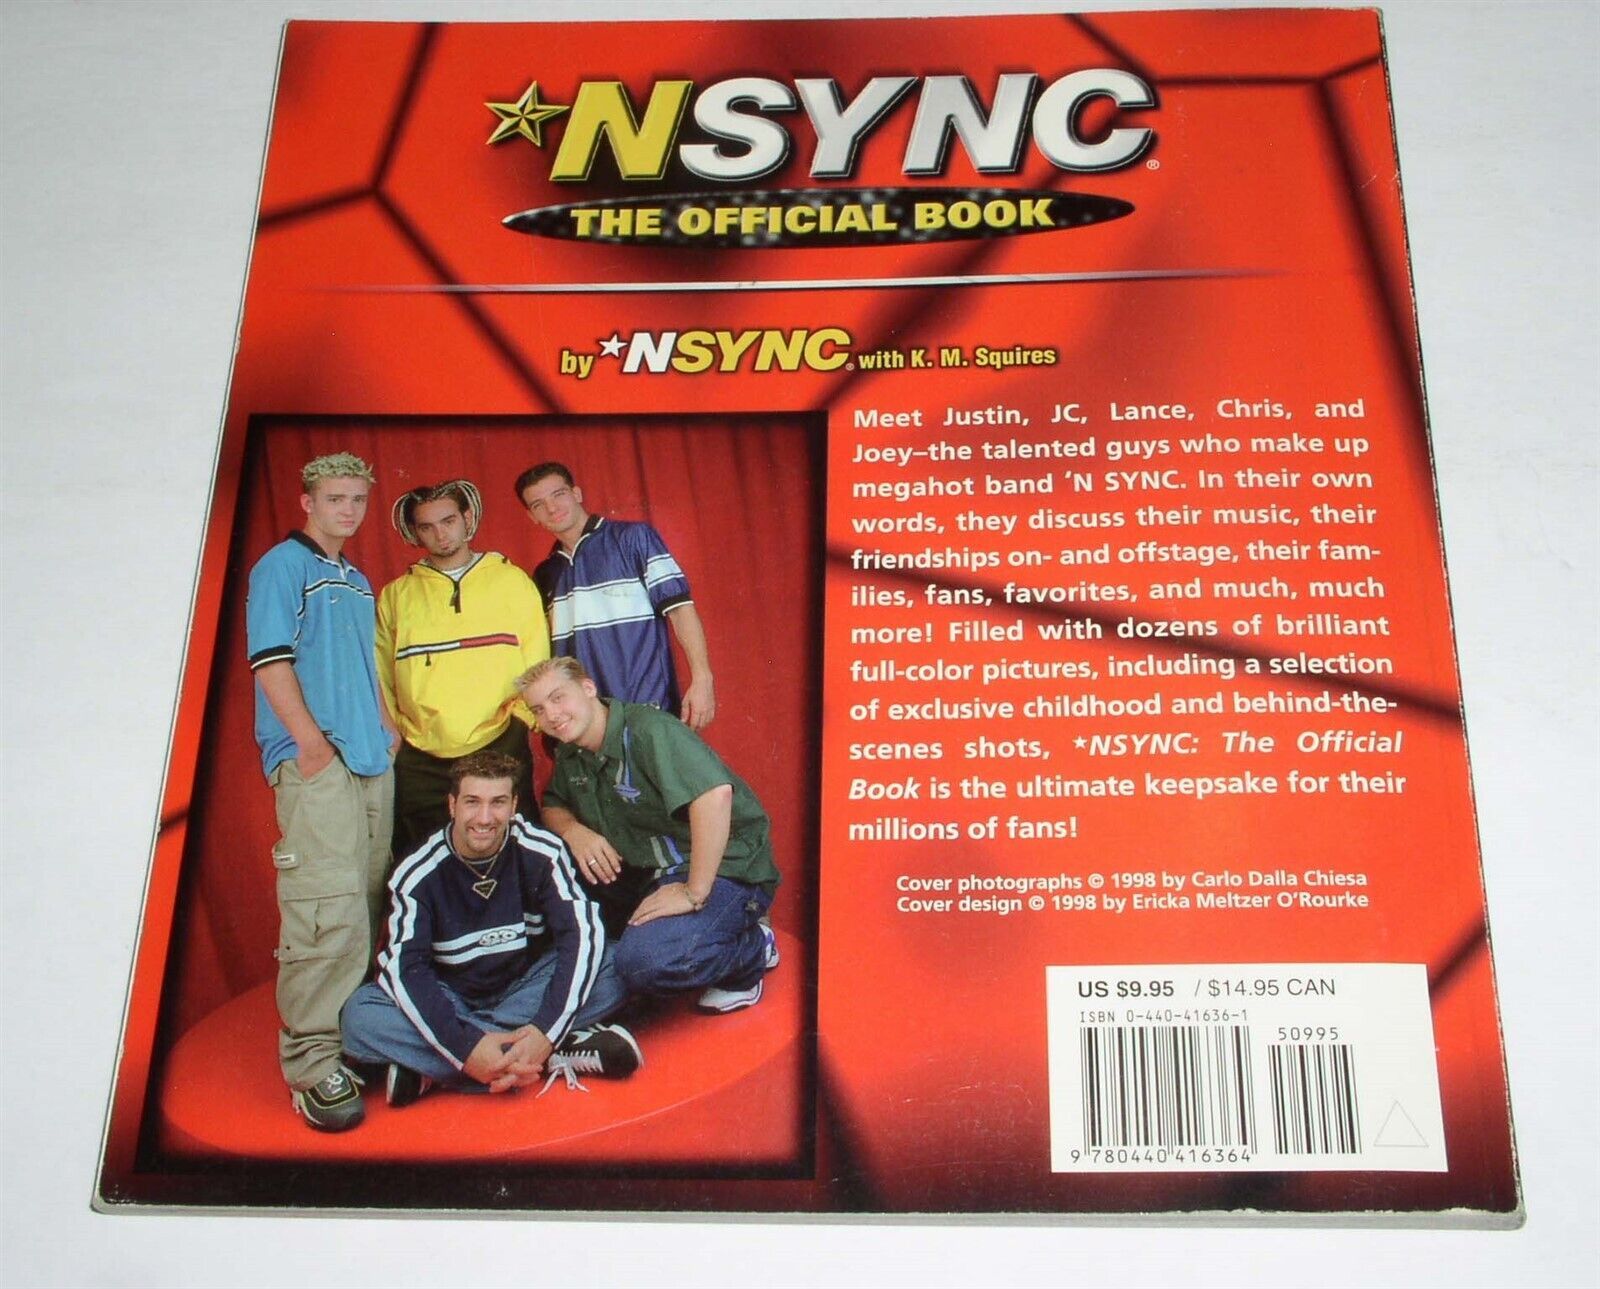 *NSYNC®
THE OFFICIAL BOOK
by *NSYNC® with K. M. Squires
Meet Justin, JC, Lance, Chris, and
Joey–the talented guys who make up
megahot band ’N SYNC. In their own
words, they discuss their music, their
friendships on- and offstage, their fam-
ilies, fans, favorites, and much, much
more! Filled with dozens of brilliant
full-color pictures, including a selection
of exclusive childhood and behind-the-
scenes shots, ★NSYNC: The Official
Book is the ultimate keepsake for their
millions of fans!
Cover photographs © 1998 by Carlo Dalla Chiesa
Cover design © 1998 by Ericka Meltzer O’Rourke
US $9.95 / $14.95 CAN
ISBN 0-440-41636-1
50995
9 780440 416364